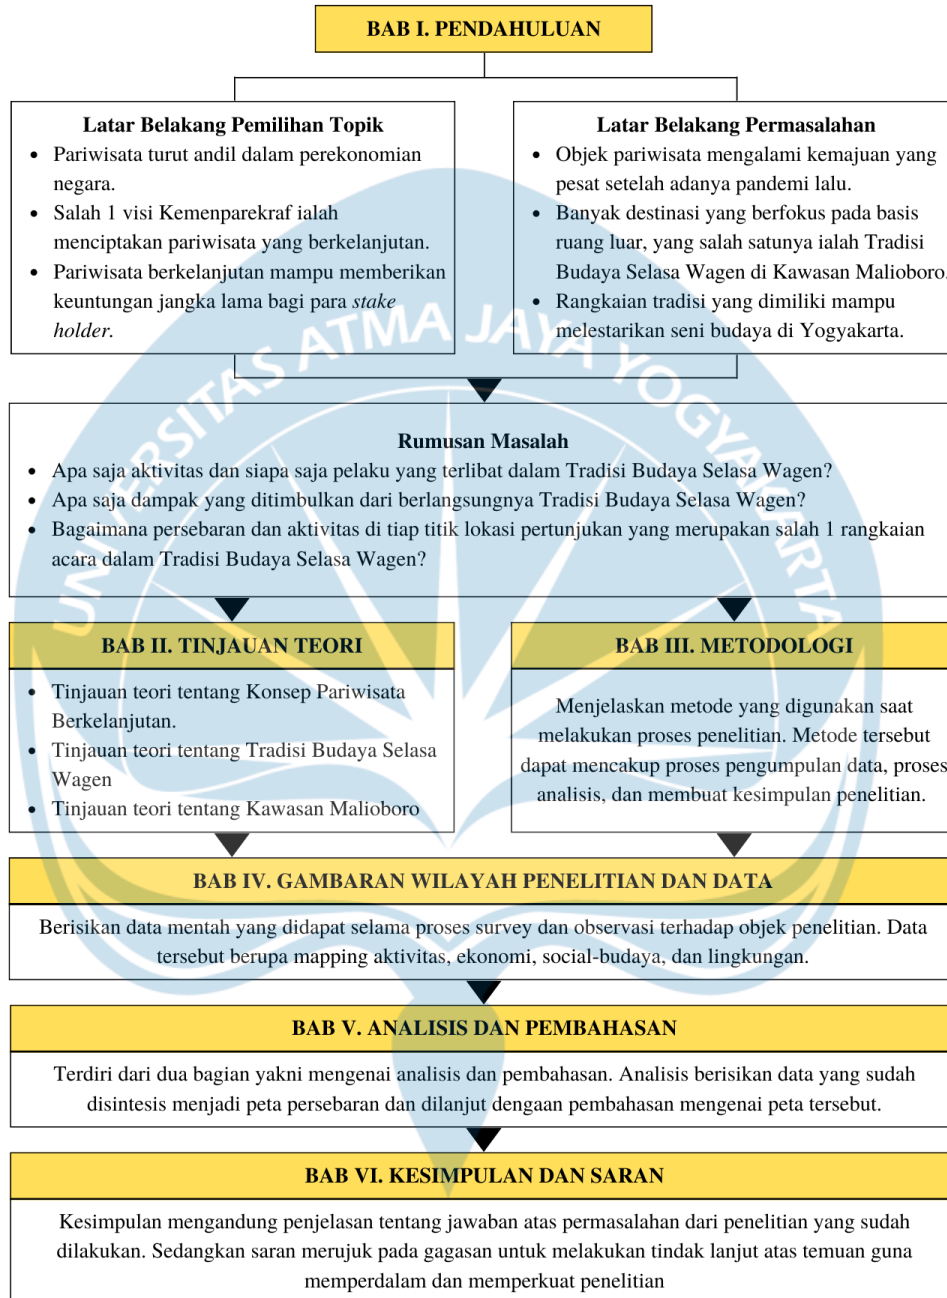 BAB I. PENDAHULUAN
Latar Belakang Pemilihan Topik
• Pariwisata turut andil dalam perekonomian
negara.
• Salah 1 visi Kemenparekraf ialah
menciptakan pariwisata yang berkelanjutan.
• Pariwisata berkelanjutan mampu memberikan
keuntungan jangka lama bagi para stake
holder.
Latar Belakang Permasalahan
• Objek pariwisata mengalami kemajuan yang
pesat setelah adanya pandemi lalu.
• Banyak destinasi yang berfokus pada basis
ruang luar, yang salah satunya ialah Tradisi
Budaya Selasa Wagen di Kawasan Malioboro.
• Rangkaian tradisi yang dimiliki mampu
melestarikan seni budaya di Yogyakarta.
UNIVERSITAS ATMA JAYA YOGYAKARTA
Rumusan Masalah
• Apa saja aktivitas dan siapa saja pelaku yang terlibat dalam Tradisi Budaya Selasa Wagen?
• Apa saja dampak yang ditimbulkan dari berlangsungnya Tradisi Budaya Selasa Wagen?
• Bagaimana persebaran dan aktivitas di tiap titik lokasi pertunjukan yang merupakan salah 1 rangkaian
acara dalam Tradisi Budaya Selasa Wagen?
BAB II. TINJAUAN TEORI
• Tinjauan teori tentang Konsep Pariwisata
Berkelanjutan.
• Tinjauan teori tentang Tradisi Budaya Selasa
Wagen
• Tinjauan teori tentang Kawasan Malioboro
BAB III. METODOLOGI
Menjelaskan metode yang digunakan saat
melakukan proses penelitian. Metode tersebut
dapat mencakup proses pengumpulan data, proses
analisis, dan membuat kesimpulan penelitian.
BAB IV. GAMBARAN WILAYAH PENELITIAN DAN DATA
Berisikan data mentah yang didapat selama proses survey dan observasi terhadap objek penelitian. Data
tersebut berupa mapping aktivitas, ekonomi, social-budaya, dan lingkungan.
BAB V. ANALISIS DAN PEMBAHASAN
Terdiri dari dua bagian yakni mengenai analisis dan pembahasan. Analisis berisikan data yang sudah
disintesis menjadi peta persebaran dan dilanjut dengaan pembahasan mengenai peta tersebut.
BAB VI. KESIMPULAN DAN SARAN
Kesimpulan mengandung penjelasan tentang jawaban atas permasalahan dari penelitian yang sudah
dilakukan. Sedangkan saran merujuk pada gagasan untuk melakukan tindak lanjut atas temuan guna
memperdalam dan memperkuat penelitian